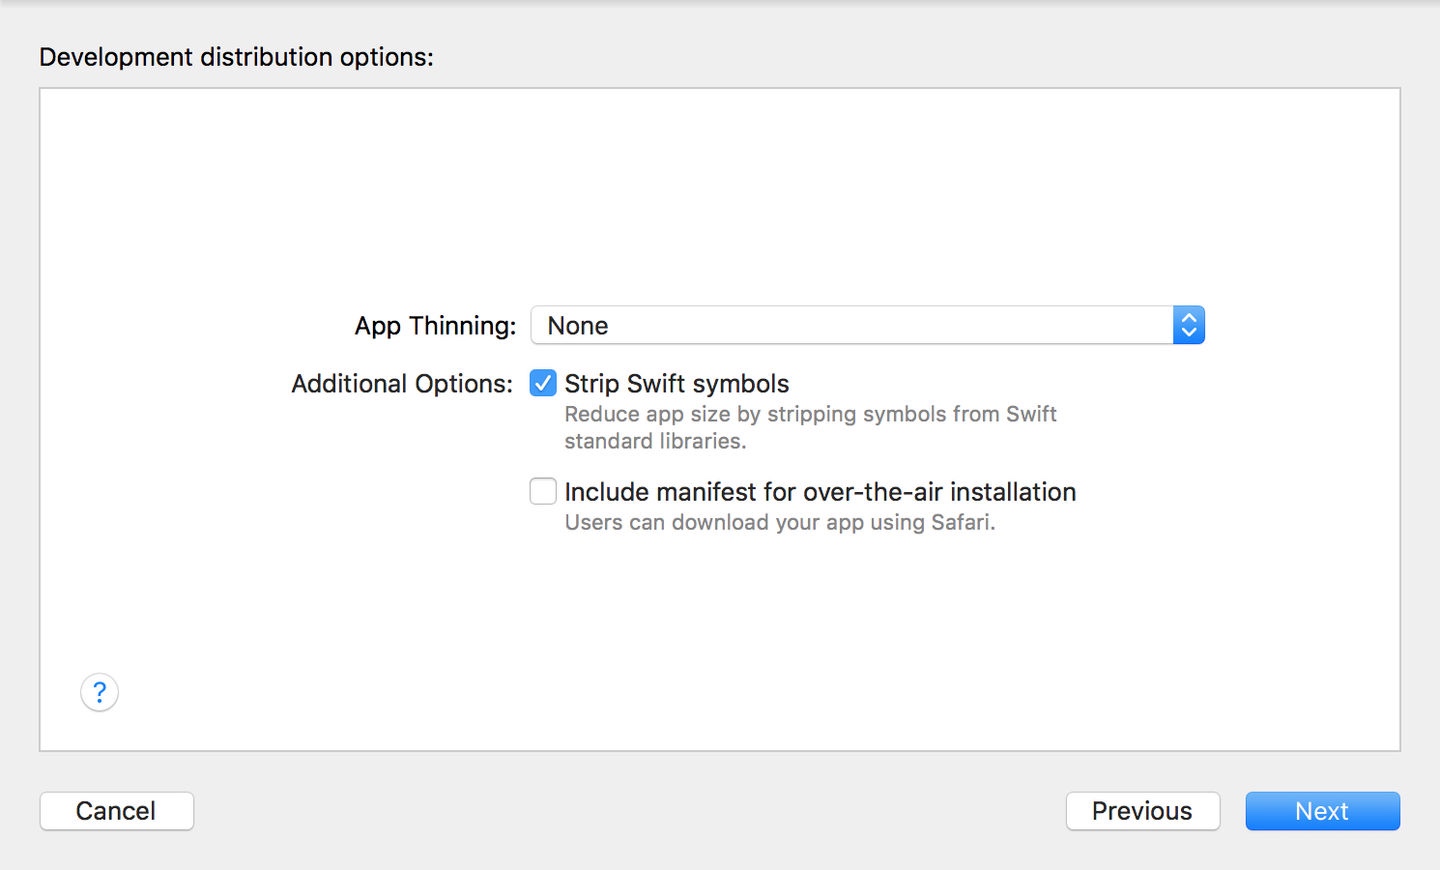 Development distribution options:
App Thinning: None
Additional Options: Strip Swift symbols
Reduce app size by stripping symbols from Swift
standard libraries.
Include manifest for over-the-air installation
Users can download your app using Safari.
?
Cancel Previous Next